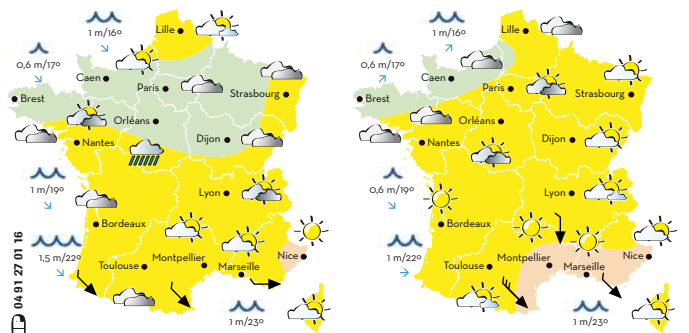 1 m/16º
Lille
0,6 m/17º
Caen
Paris
Strasbourg
Brest
Orléans
Nantes
Dijon
1 m/19º
Lyon
Bordeaux
1,5 m/22º
Toulouse
Montpellier
Marseille
Nice
1 m/23º
04 91 27 01 16
1 m/16º
Lille
0,6 m/17º
Caen
Paris
Strasbourg
Brest
Orléans
Nantes
Dijon
0,6 m/19º
Lyon
Bordeaux
1 m/22º
Toulouse
Montpellier
Marseille
Nice
1 m/23º